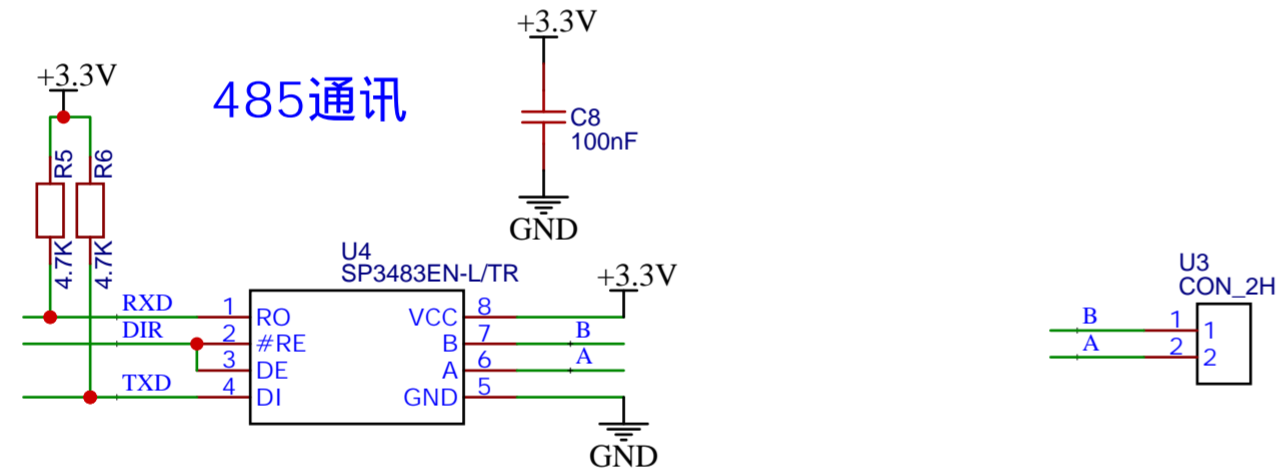 +3.3V
C8
100nF
GND
+3.3V
485通讯
R5
4.7K
R6
4.7K
U4
SP3483EN-L/TR
RXD
DIR
TXD
1
2
3
4
RO
#RE
DE
DI
VCC
B
A
GND
8
7
6
5
+3.3V
B
A
GND
U3
CON_2H
B
A
1
2
1
2